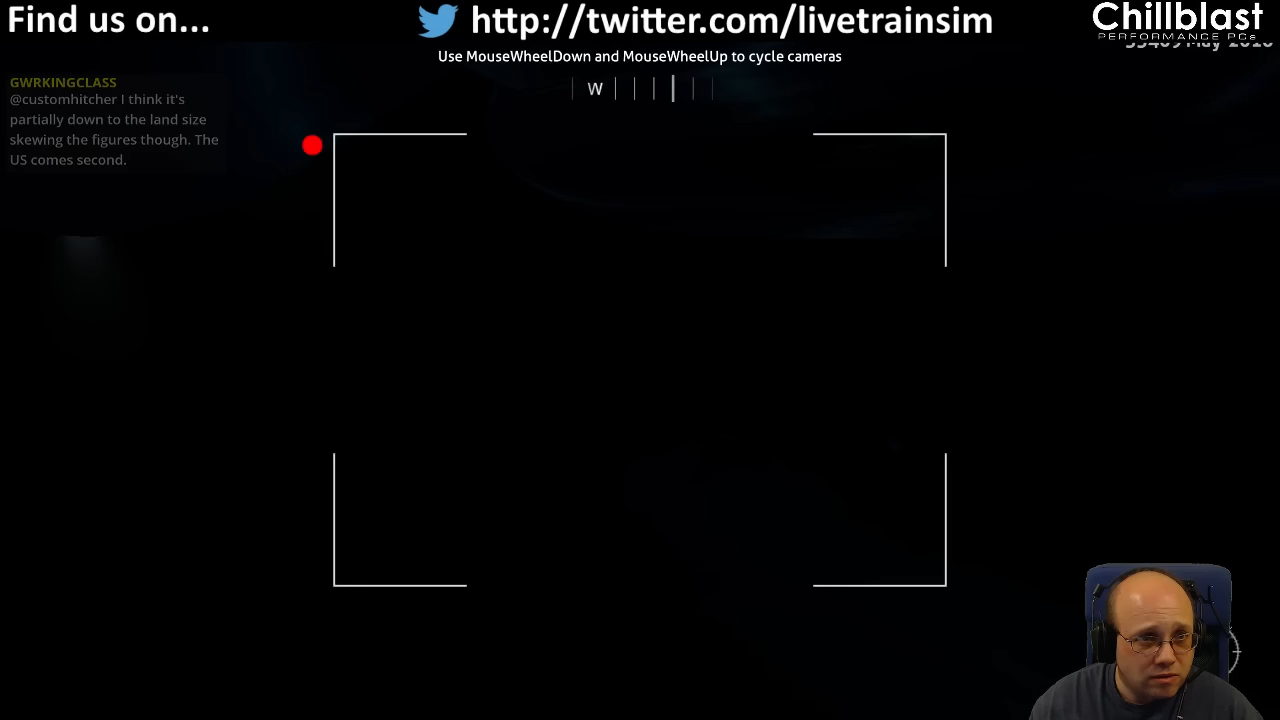 Find us on...
http://twitter.com/livetrainsim
Chillblast
PERFORMANCE PCs
Use MouseWheelDown and MouseWheelUp to cycle cameras
W
GWRKINGCLASS
@customhitcher I think it's
partially down to the land size
skewing the figures though. The
US comes second.